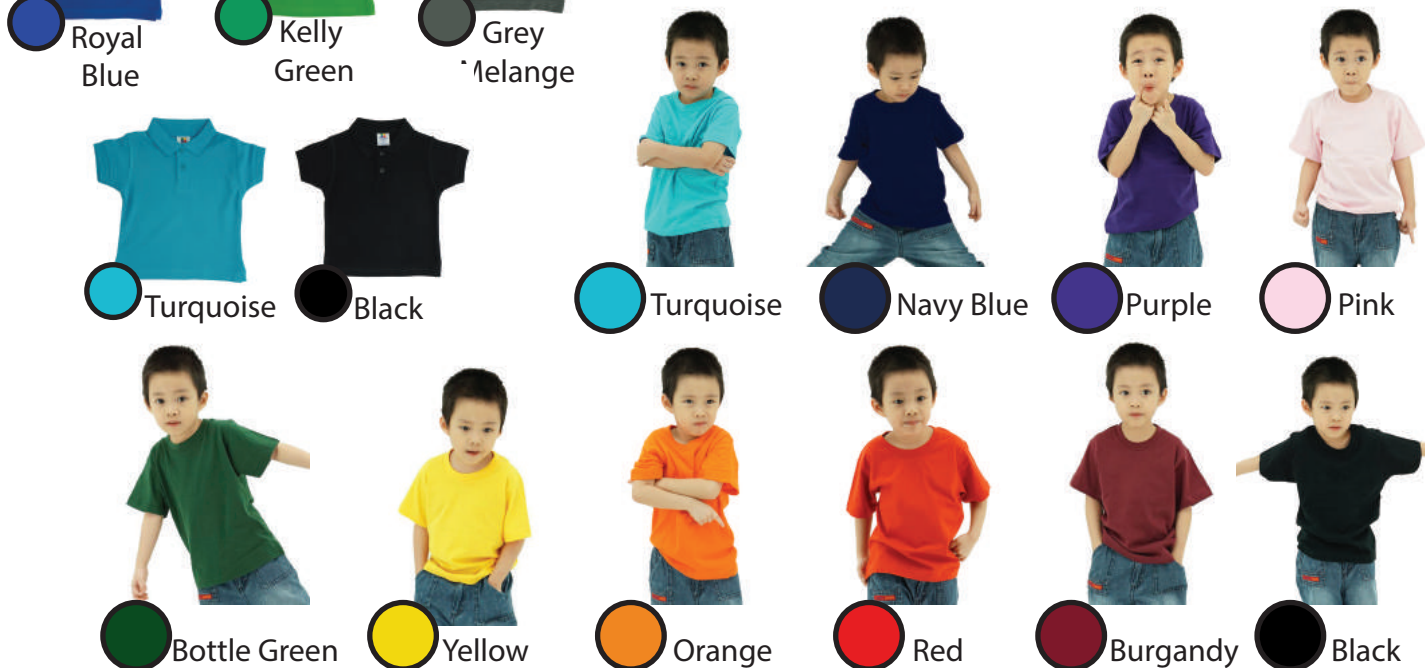 Royal
Blue
Kelly
Green
Grey
Melange
Turquoise
Black
Turquoise
Navy Blue
Purple
Pink
Bottle Green
Yellow
Orange
Red
Burgandy
Black